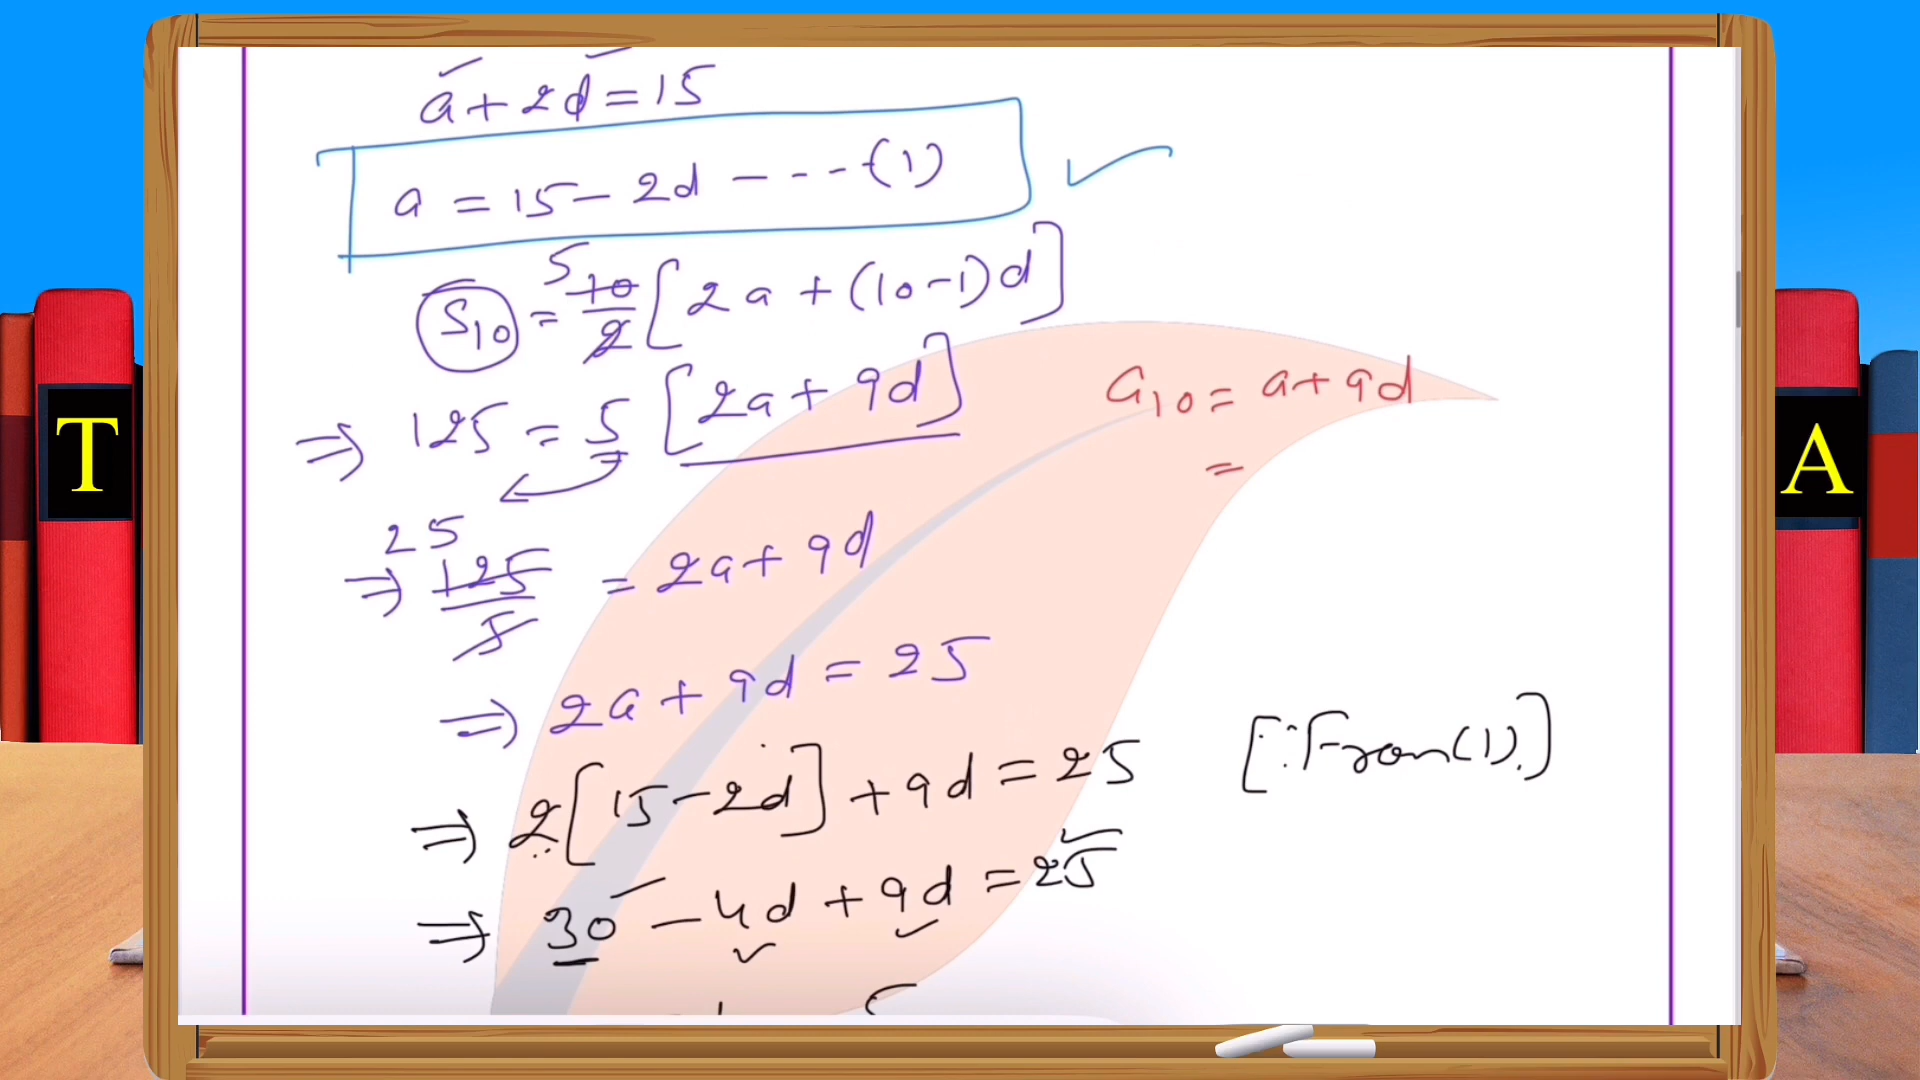 a + 2d = 15
a = 15 - 2d - - - - (1)
S10 = 5 10/2 [2a + (10-1)d]
⇒ 125 = 5 [2a + 9d]
a10 = a + 9d
=
25
⇒ 125/5 = 2a + 9d
⇒ 2a + 9d = 25
⇒ 2[15 - 2d] + 9d = 25 [∵ From (1)]
⇒ 30 - 4d + 9d = 25
T
A